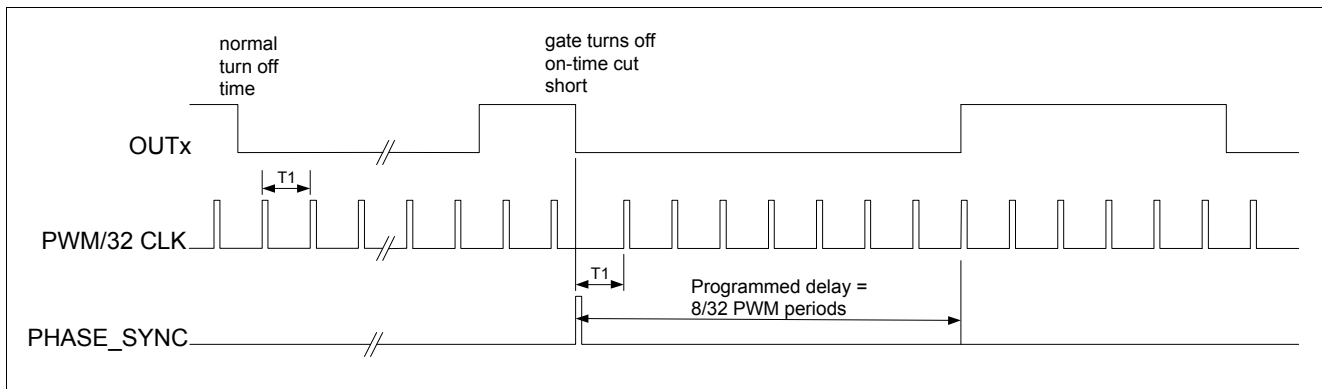 normal
turn off
time
gate turns off
on-time cut
short
OUTx
T1
PWM/32 CLK
T1
Programmed delay =
8/32 PWM periods
PHASE_SYNC